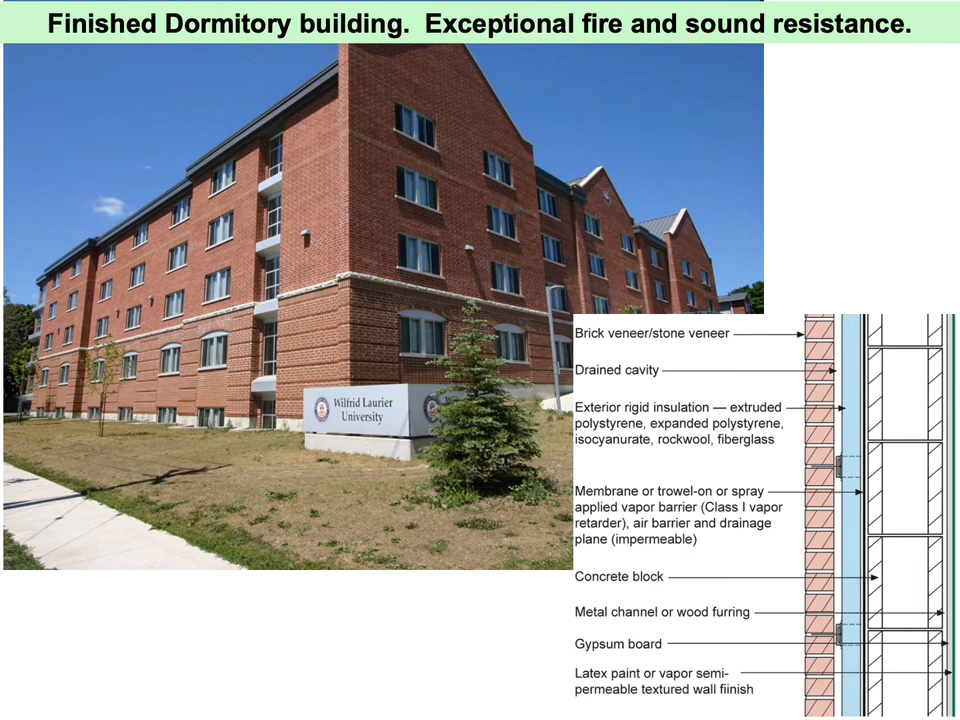 Finished Dormitory building.  Exceptional fire and sound resistance.
Wilfrid Laurier
University
Brick veneer/stone veneer
Drained cavity
Exterior rigid insulation — extruded
polystyrene, expanded polystyrene,
isocyanurate, rockwool, fiberglass
Membrane or trowel-on or spray
applied vapor barrier (Class I vapor
retarder), air barrier and drainage
plane (impermeable)
Concrete block
Metal channel or wood furring
Gypsum board
Latex paint or vapor semi-
permeable textured wall fiinish